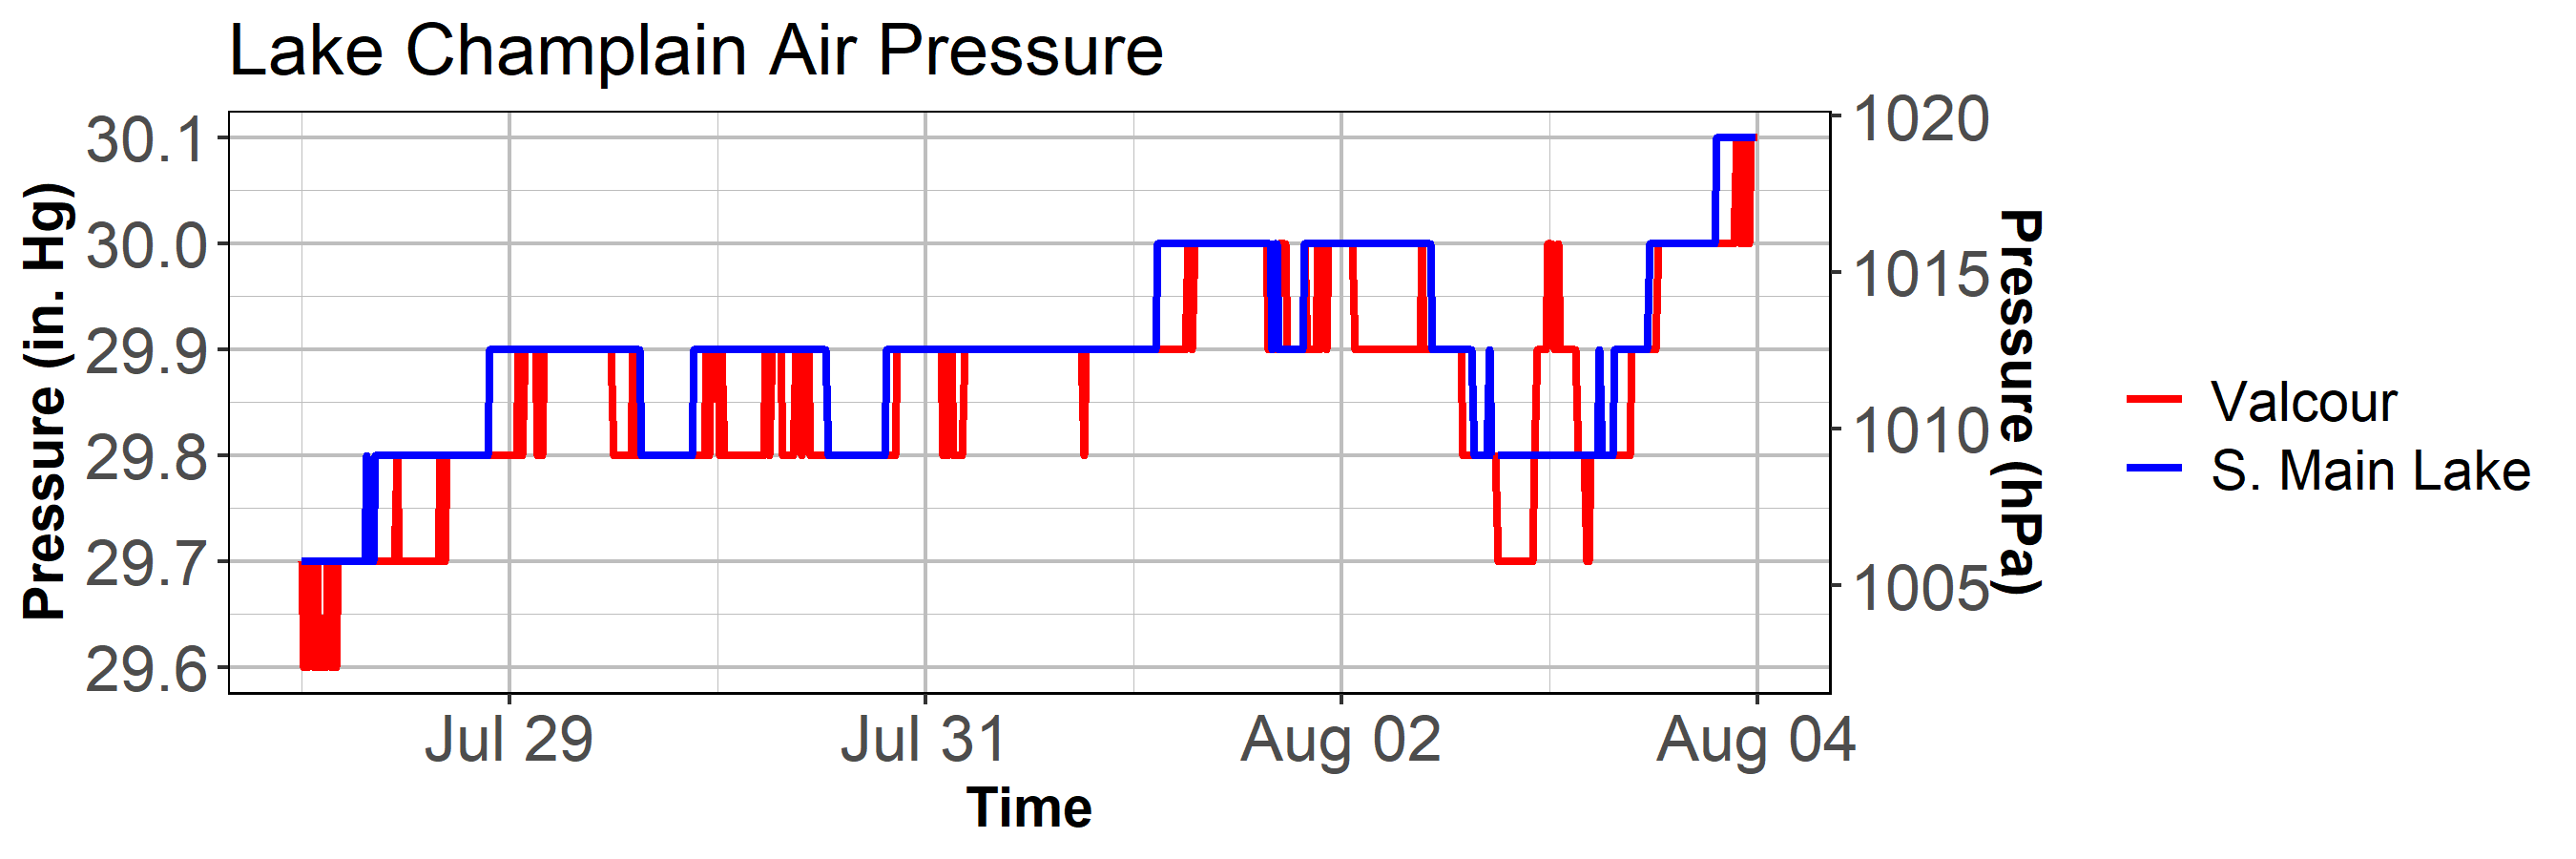 Lake Champlain Air Pressure
Pressure (in. Hg)
30.1
30.0
29.9
29.8
29.7
29.6
1020
1015
1010
1005
Pressure (hPa)
Jul 29
Jul 31
Aug 02
Aug 04
Time
Valcour
S. Main Lake